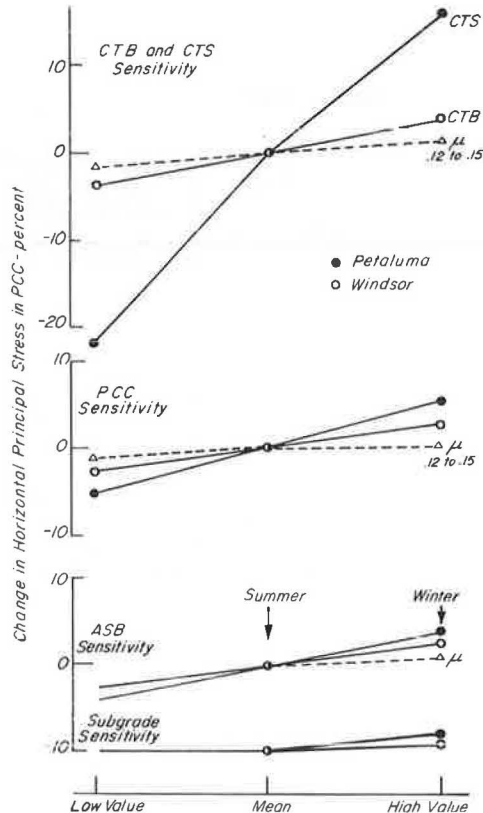 Change in Horizontal Principal Stress in PCC-percent
CTB and CTS
Sensitivity
10
0
-10
-20
CTS
CTB
μ
.12 to .15
● Petaluma
○ Windsor
10
0
-10
PCC
Sensitivity
μ
.12 to .15
10
0
-10
Summer
Winter
ASB
Sensitivity
μ
Subgrade
Sensitivity
Low Value
Mean
High Value